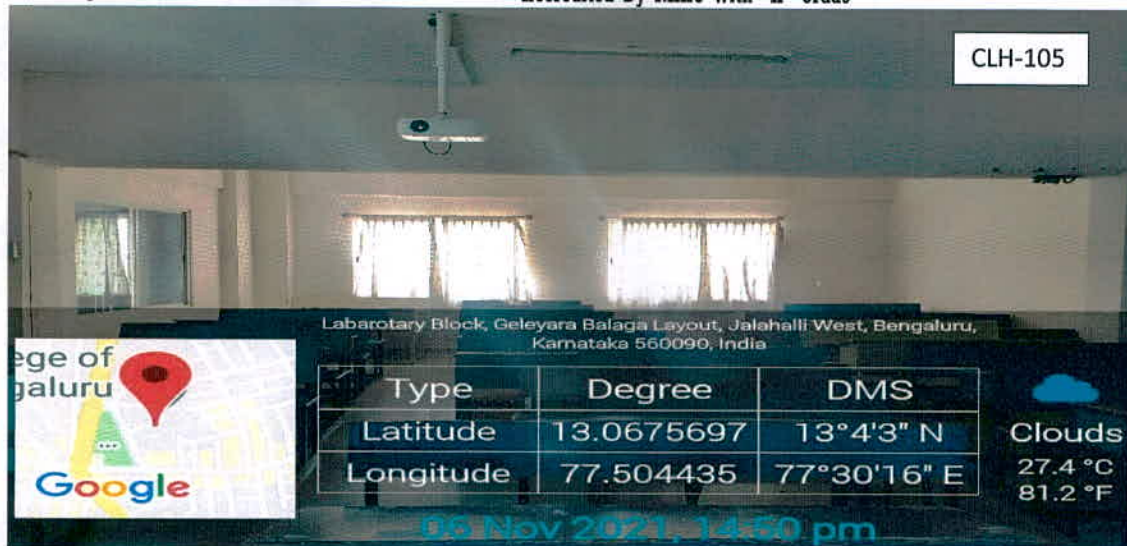 CLH-105
Labarotary Block, Geleyara Balaga Layout, Jalahalli West, Bengaluru,
Karnataka 560090, India
ege of
galuru
Google
Type Degree DMS
Latitude 13.0675697 13°4'3" N
Longitude 77.504435 77°30'16" E
Clouds
27.4 °C
81.2 °F
06 Nov 2021, 14:50 pm